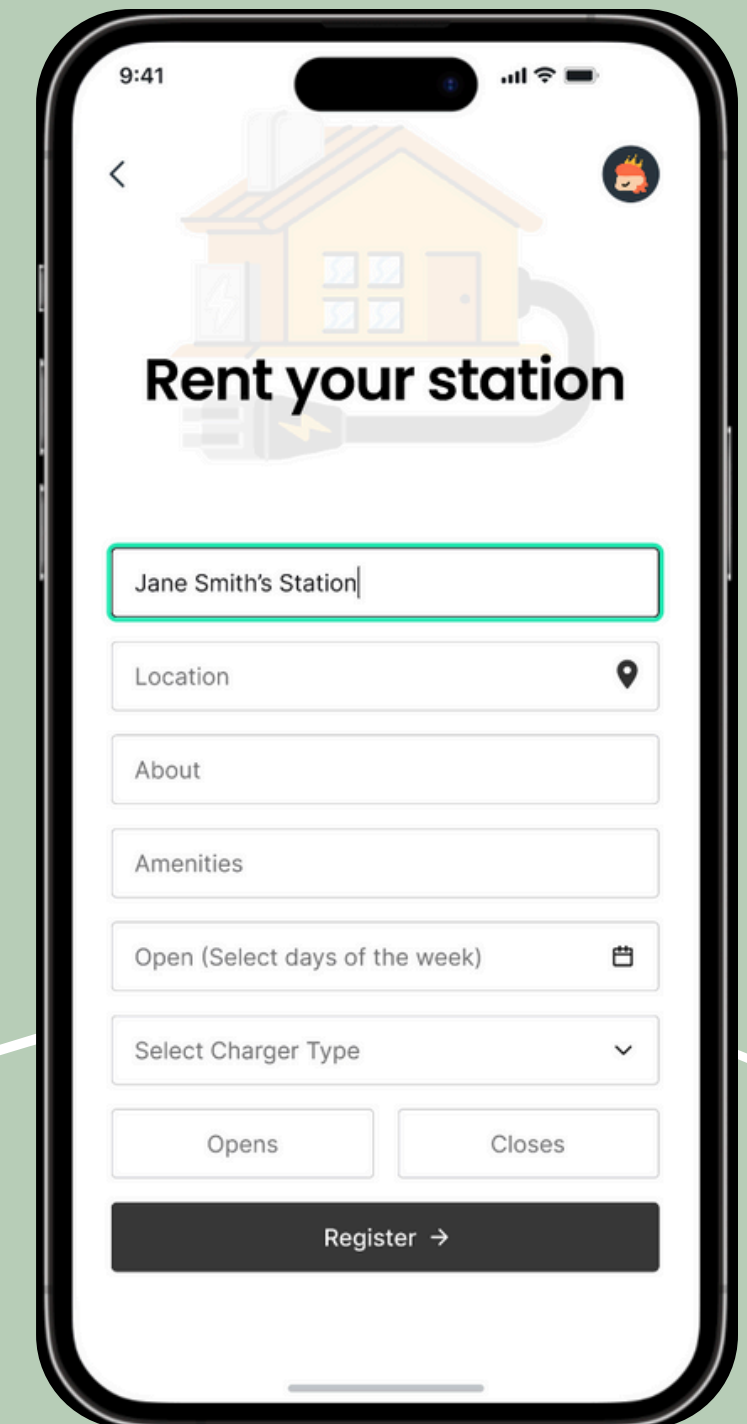 9:41
Rent your station
Jane Smith’s Station
Location
About
Amenities
Open (Select days of the week)
Select Charger Type
Opens Closes
Register →